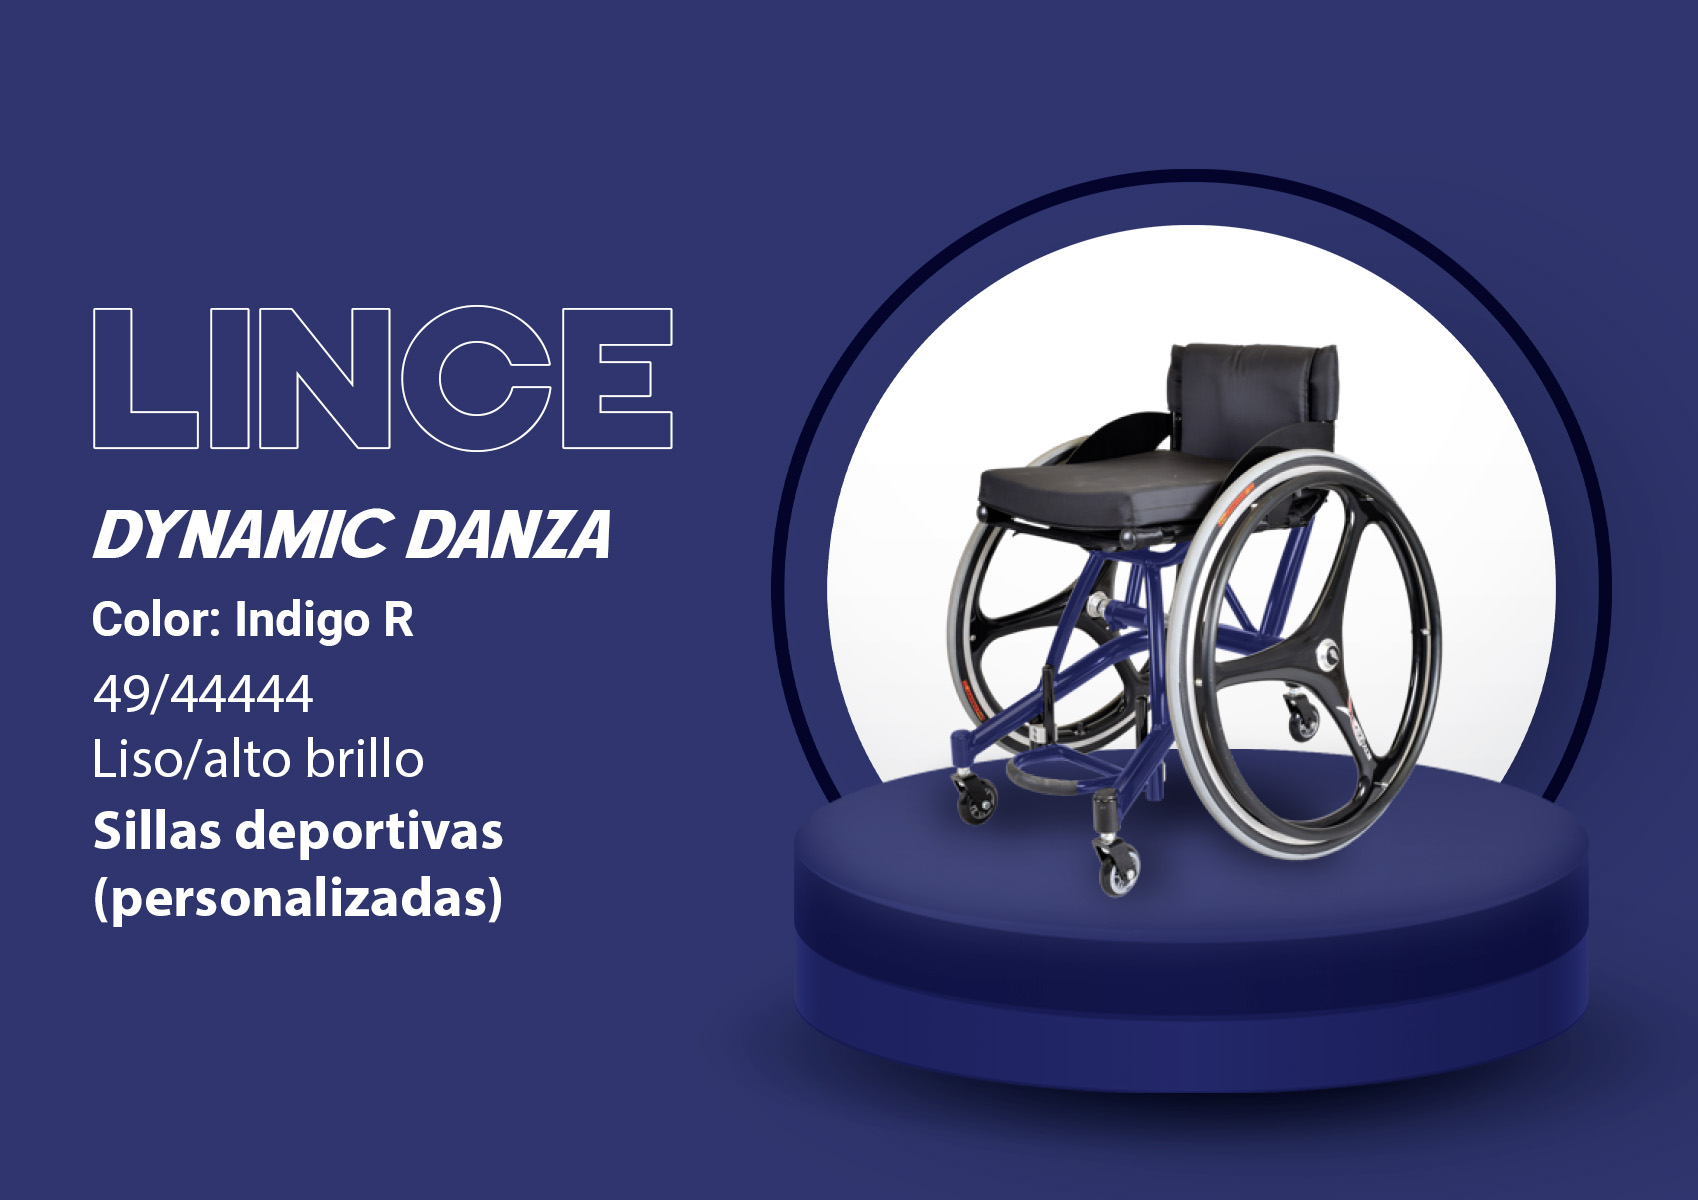 LINCE
DYNAMIC DANZA
Color: Indigo R
49/44444
Liso/alto brillo
Sillas deportivas
(personalizadas)